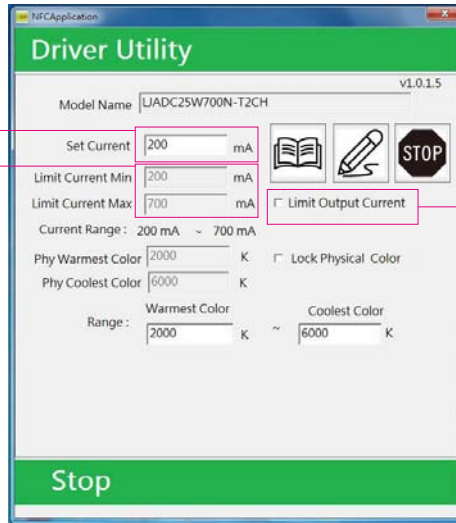 NFCApplication
Driver Utility
v1.0.1.5
Model Name LJADC25W700N-T2CH
Set Current 200 mA
STOP
Limit Current Min 200 mA
Limit Current Max 700 mA
Limit Output Current
Current Range : 200 mA ~ 700 mA
Phy Warmest Color 2000 K
Lock Physical Color
Phy Coolest Color 6000 K
Warmest Color Coolest Color
Range : 2000 K ~ 6000 K
Stop